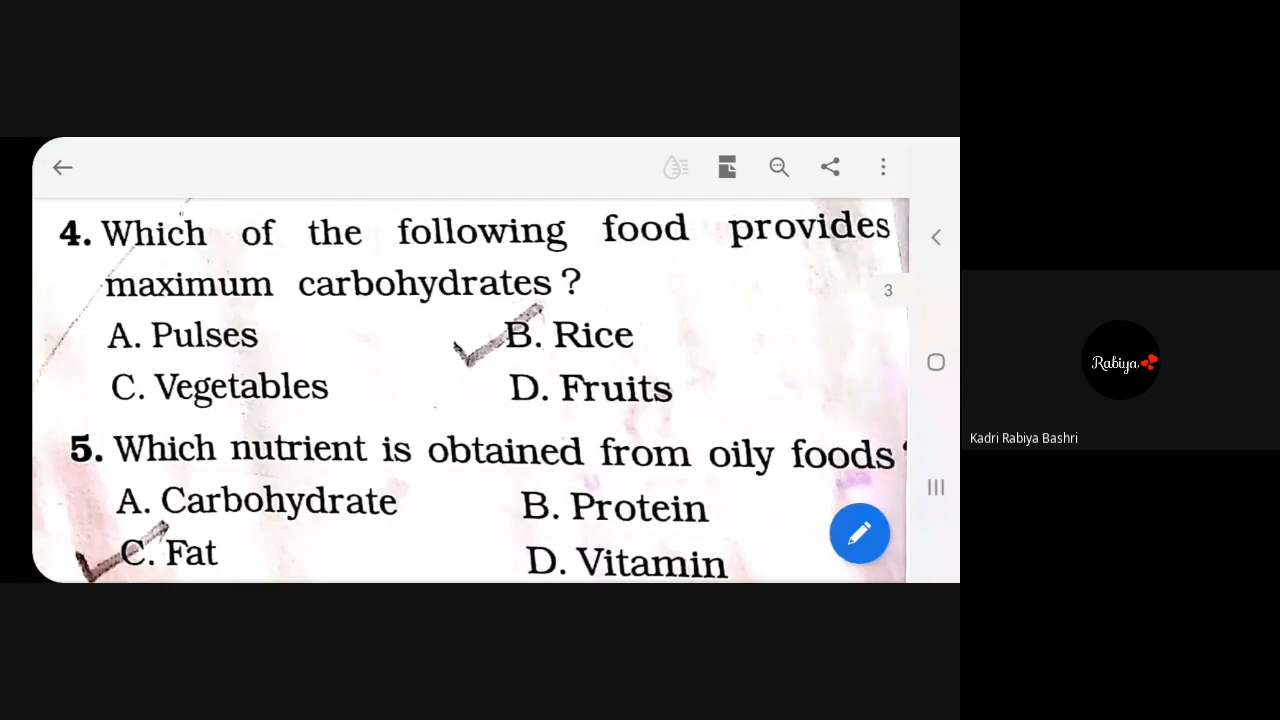 4. Which of the following food provides
3
maximum carbohydrates ?
A. Pulses B. Rice
C. Vegetables D. Fruits
Rabiya
Kadri Rabiya Bashri
5. Which nutrient is obtained from oily foods ?
A. Carbohydrate B. Protein
C. Fat D. Vitamin